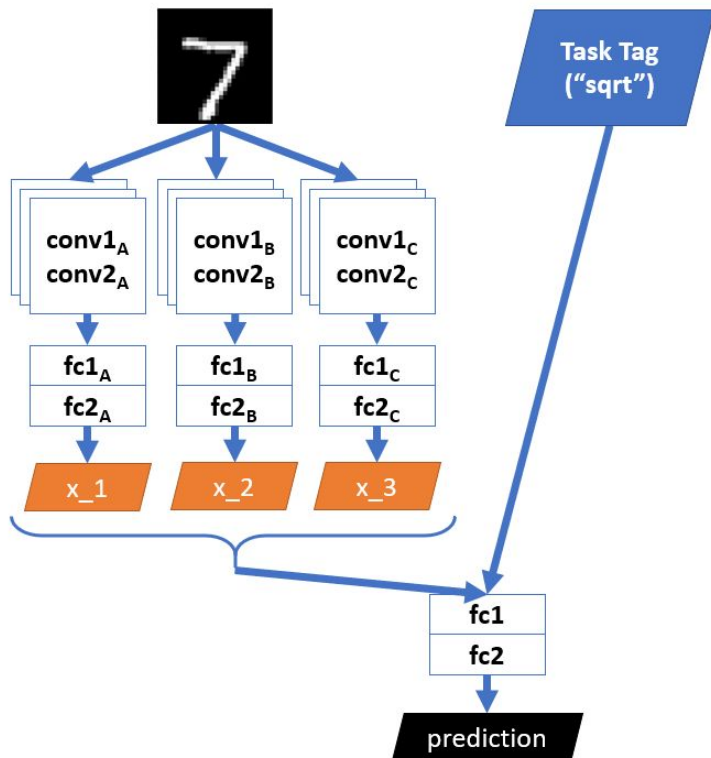 7
Task Tag
(“sqrt”)
conv1A
conv2A
conv1B
conv2B
conv1C
conv2C
fc1A
fc2A
fc1B
fc2B
fc1C
fc2C
x_1
x_2
x_3
fc1
fc2
prediction